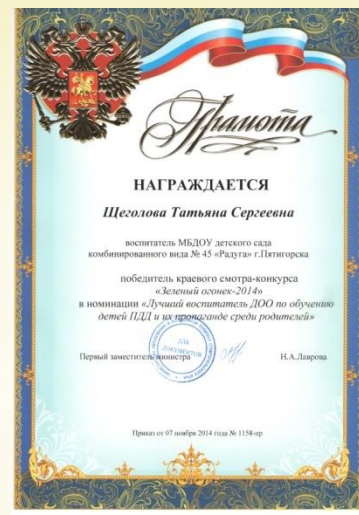 Грамота
НАГРАЖДАЕТСЯ
Щеголова Татьяна Сергеевна
воспитатель МБДОУ детского сада
комбинированного вида № 45 «Радуга» г.Пятигорска
победитель краевого смотра-конкурса
«Зеленый огонек-2014»
в номинации «Лучший воспитатель ДОО по обучению
детей ПДД и их пропаганде среди родителей»
ДЛЯ
ДОКУМЕНТОВ
Первый заместитель министра Н.А.Лаврова
Приказ от 07 ноября 2014 года № 1158-пр